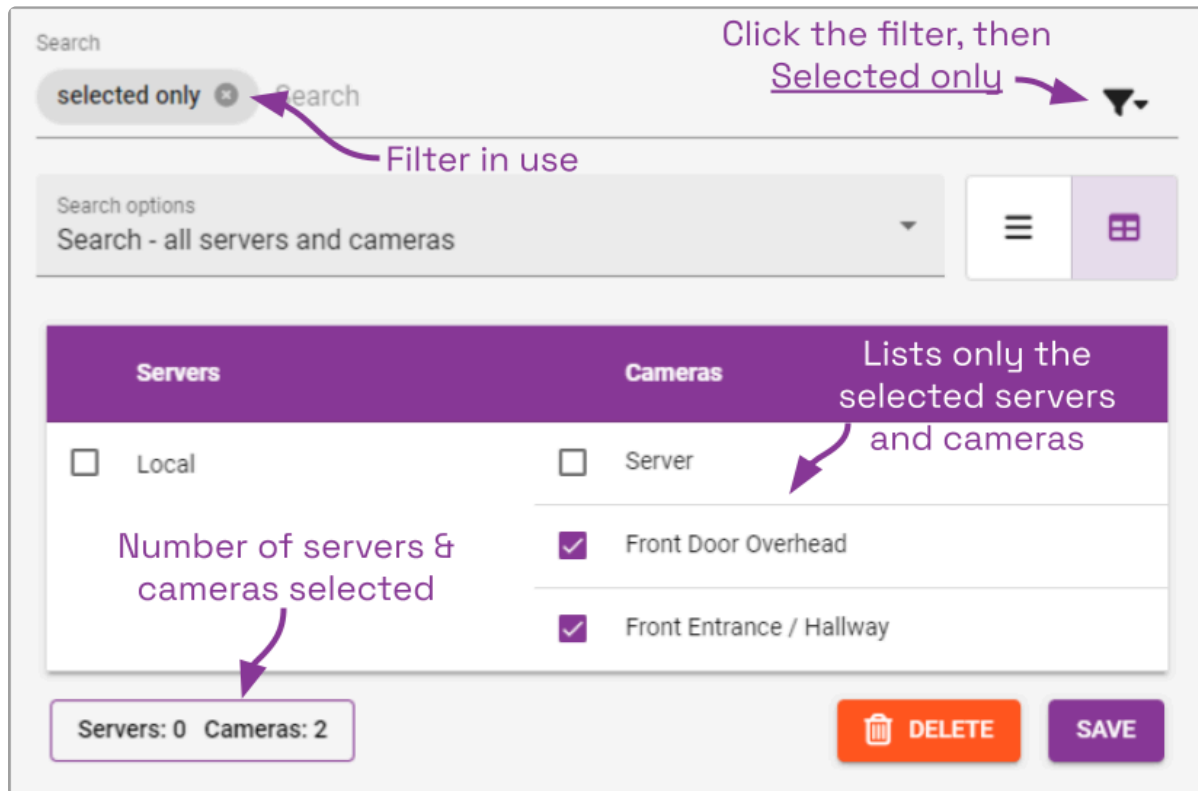 Search
Click the filter, then
Selected only
selected only Search
Filter in use
Search options
Search - all servers and cameras
Servers Cameras
Lists only the
selected servers
and cameras
Local Server
Number of servers &
cameras selected
Front Door Overhead
Front Entrance / Hallway
Servers: 0 Cameras: 2
DELETE SAVE